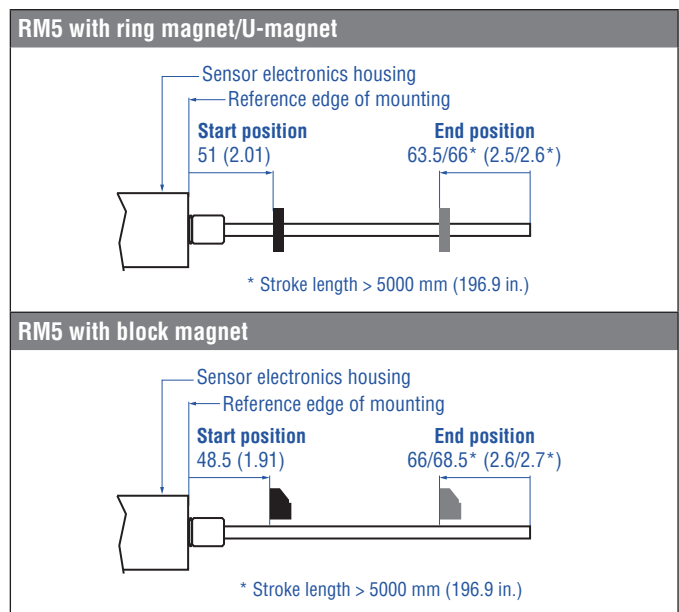 RM5 with ring magnet/U-magnet
Sensor electronics housing
Reference edge of mounting
Start position End position
51 (2.01) 63.5/66* (2.5/2.6*)
* Stroke length > 5000 mm (196.9 in.)
RM5 with block magnet
Sensor electronics housing
Reference edge of mounting
Start position End position
48.5 (1.91) 66/68.5* (2.6/2.7*)
* Stroke length > 5000 mm (196.9 in.)